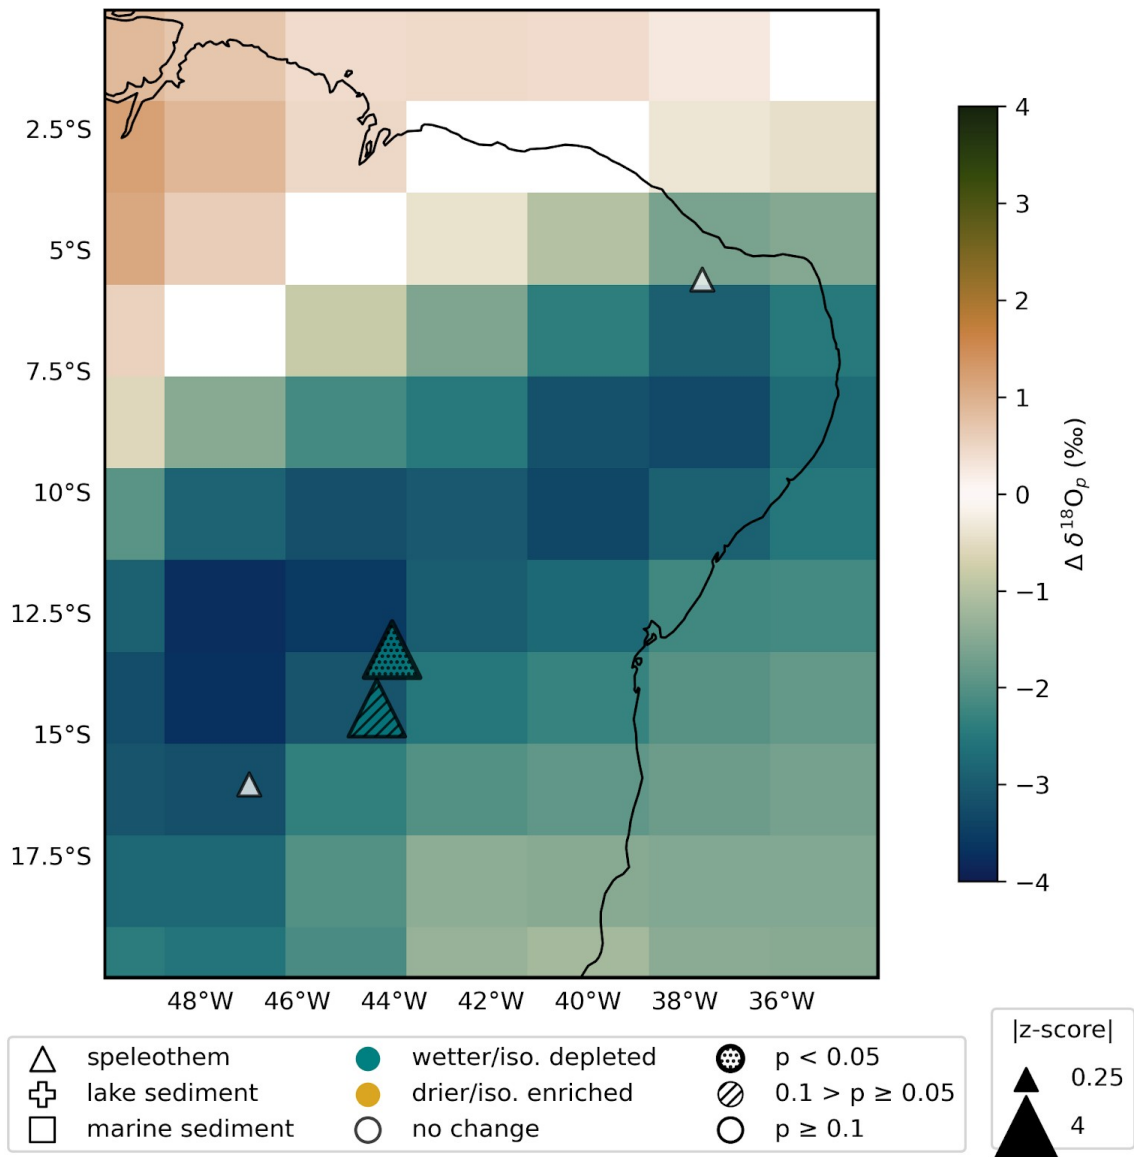 2.5°S
5°S
7.5°S
10°S
12.5°S
15°S
17.5°S
48°W 46°W 44°W 42°W 40°W 38°W 36°W
4
3
2
1
0
−1
−2
−3
−4
Δ δ¹⁸Oₚ (‰)
speleothem
lake sediment
marine sediment
wetter/iso. depleted
drier/iso. enriched
no change
p < 0.05
0.1 > p ≥ 0.05
p ≥ 0.1
|z-score|
0.25
4